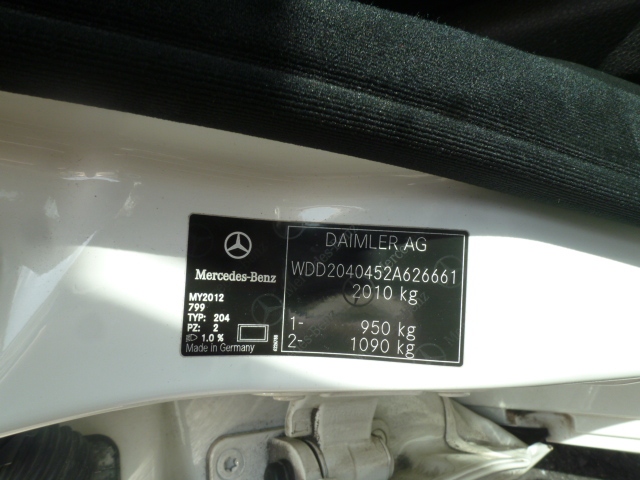 Mercedes-Benz
MY2012
799
TYP: 204
PZ: 2
1.0 %
Made in Germany
DAIMLER AG
WDD2040452A626661
2010 kg
1- 950 kg
2- 1090 kg